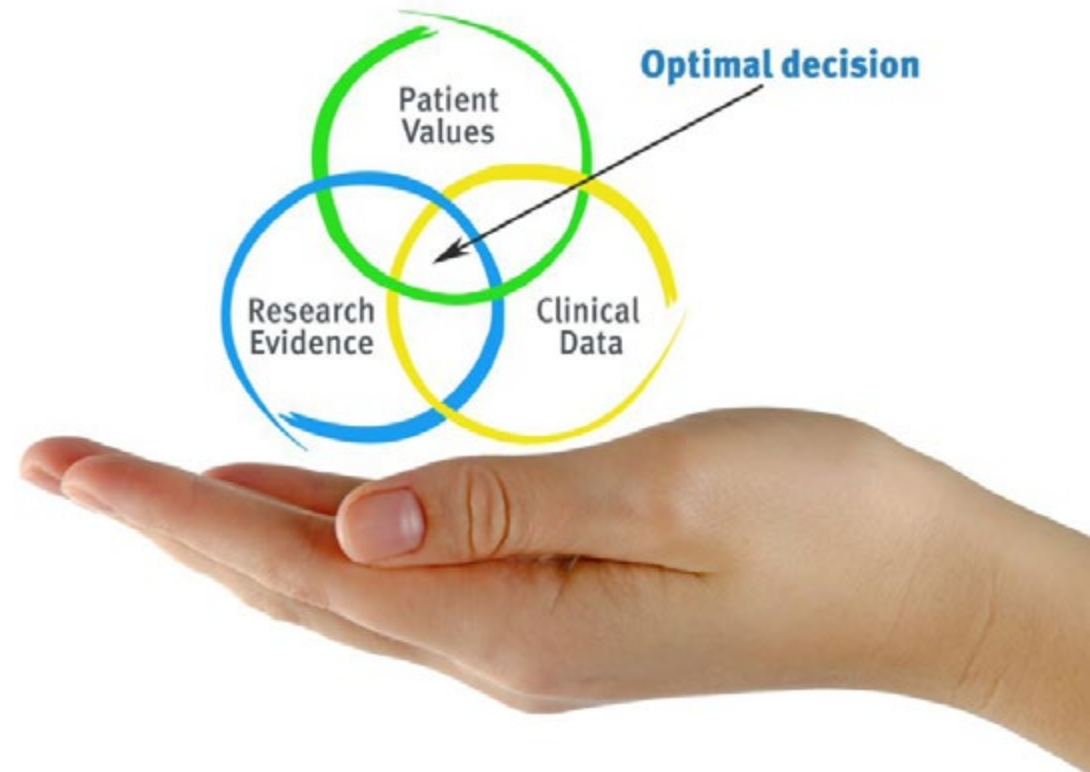 Optimal decision
Patient
Values
Research
Evidence
Clinical
Data